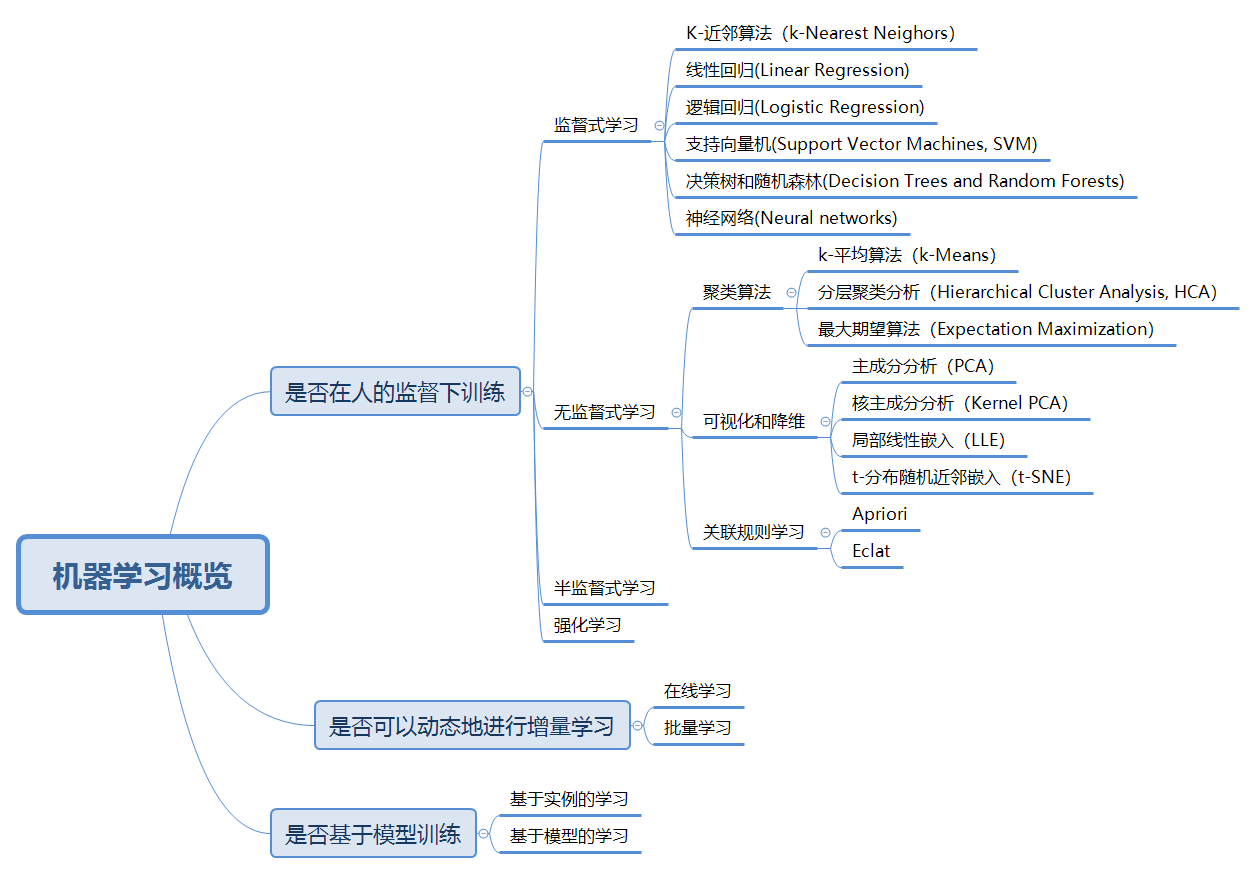 机器学习概览
是否在人的监督下训练
监督式学习
K-近邻算法（k-Nearest Neighors）
线性回归(Linear Regression)
逻辑回归(Logistic Regression)
支持向量机(Support Vector Machines, SVM)
决策树和随机森林(Decision Trees and Random Forests)
神经网络(Neural networks)
无监督式学习
聚类算法
k-平均算法（k-Means）
分层聚类分析（Hierarchical Cluster Analysis, HCA）
最大期望算法（Expectation Maximization）
可视化和降维
主成分分析（PCA）
核主成分分析（Kernel PCA）
局部线性嵌入（LLE）
t-分布随机近邻嵌入（t-SNE）
关联规则学习
Apriori
Eclat
半监督式学习
强化学习
是否可以动态地进行增量学习
在线学习
批量学习
是否基于模型训练
基于实例的学习
基于模型的学习